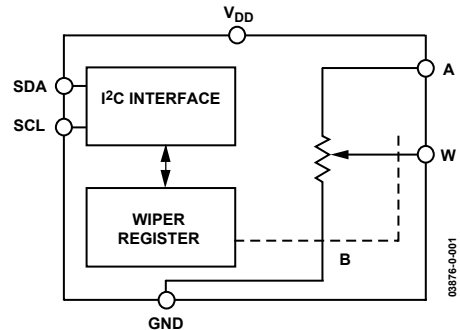 VDD
SDA
SCL
I2C INTERFACE
WIPER
REGISTER
A
W
B
GND
03876-0-001